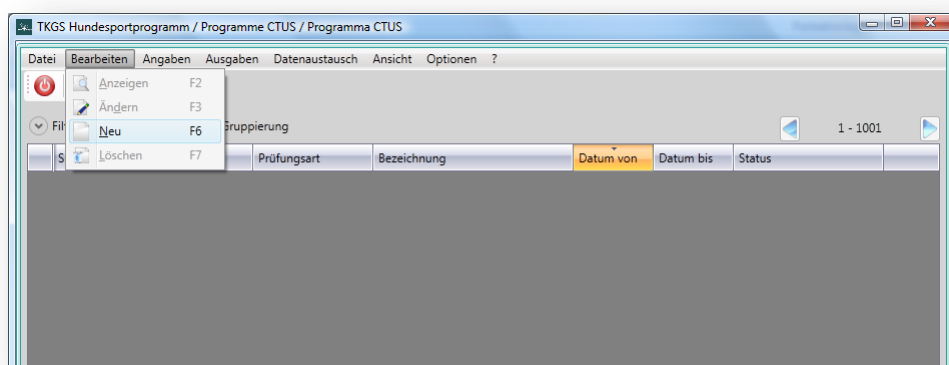 TKGS Hundesportprogramm / Programme CTUS / Programma CTUS
Datei Bearbeiten Angaben Ausgaben Datenaustausch Ansicht Optionen ?
Anzeigen F2
Ändern F3
Neu F6
Löschen F7
1 - 1001
Prüfungsart Bezeichnung Datum von Datum bis Status